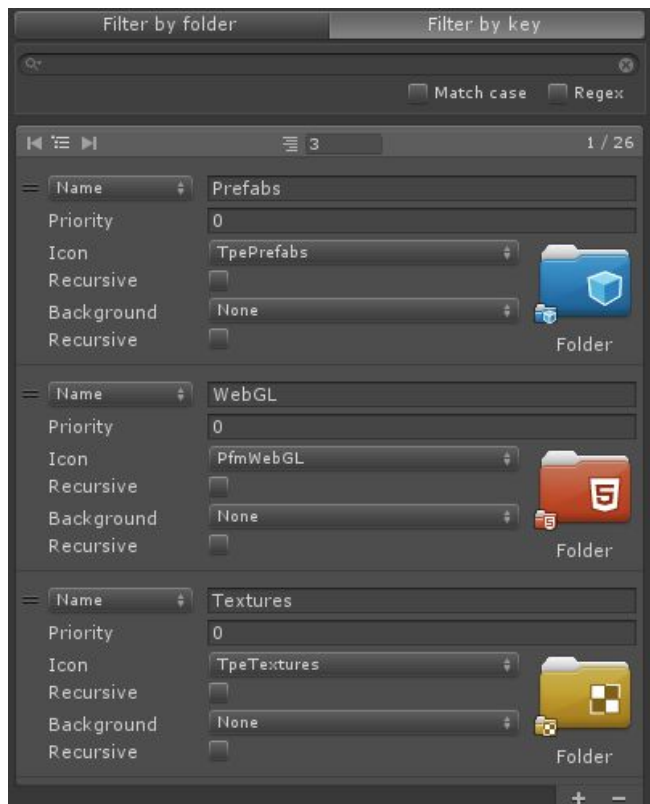 Filter by folder Filter by key
Match case Regex
3 1 / 26
Name Prefabs
Priority 0
Icon TpePrefabs
Recursive
Background None
Recursive
Folder
Name WebGL
Priority 0
Icon PfmWebGL
Recursive
Background None
Recursive
Folder
Name Textures
Priority 0
Icon TpeTextures
Recursive
Background None
Recursive
Folder
+ −